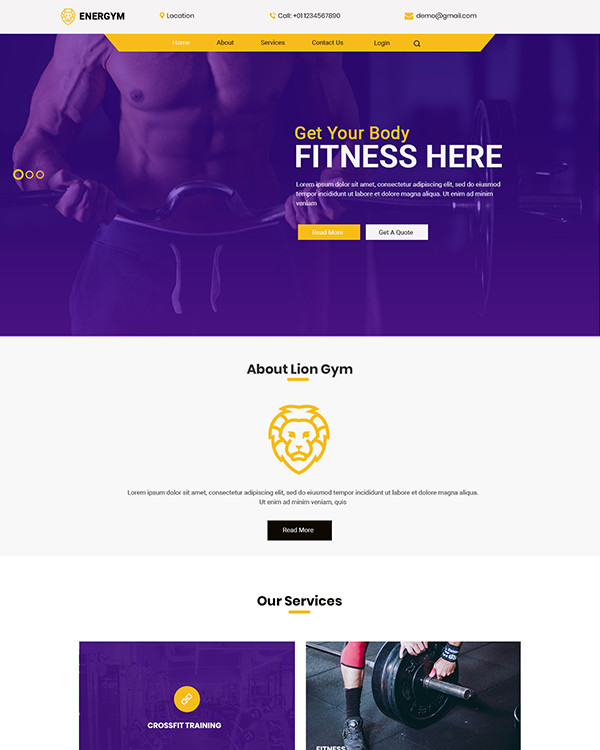 ENERGYM
Location
Call: +01 1234567890
demo@gmail.com
Home
About
Services
Contact Us
Login
Get Your Body
FITNESS HERE
Lorem ipsum dolor sit amet, consectetur adipiscing elit, sed do eiusmod
tempor incididunt ut labore et dolore magna aliqua. Ut enim ad minim
veniam
Read More
Get A Quote
About Lion Gym
Lorem ipsum dolor sit amet, consectetur adipiscing elit, sed do eiusmod tempor incididunt ut labore et dolore magna aliqua.
Ut enim ad minim veniam, quis
Read More
Our Services
CROSSFIT TRAINING
FITNESS